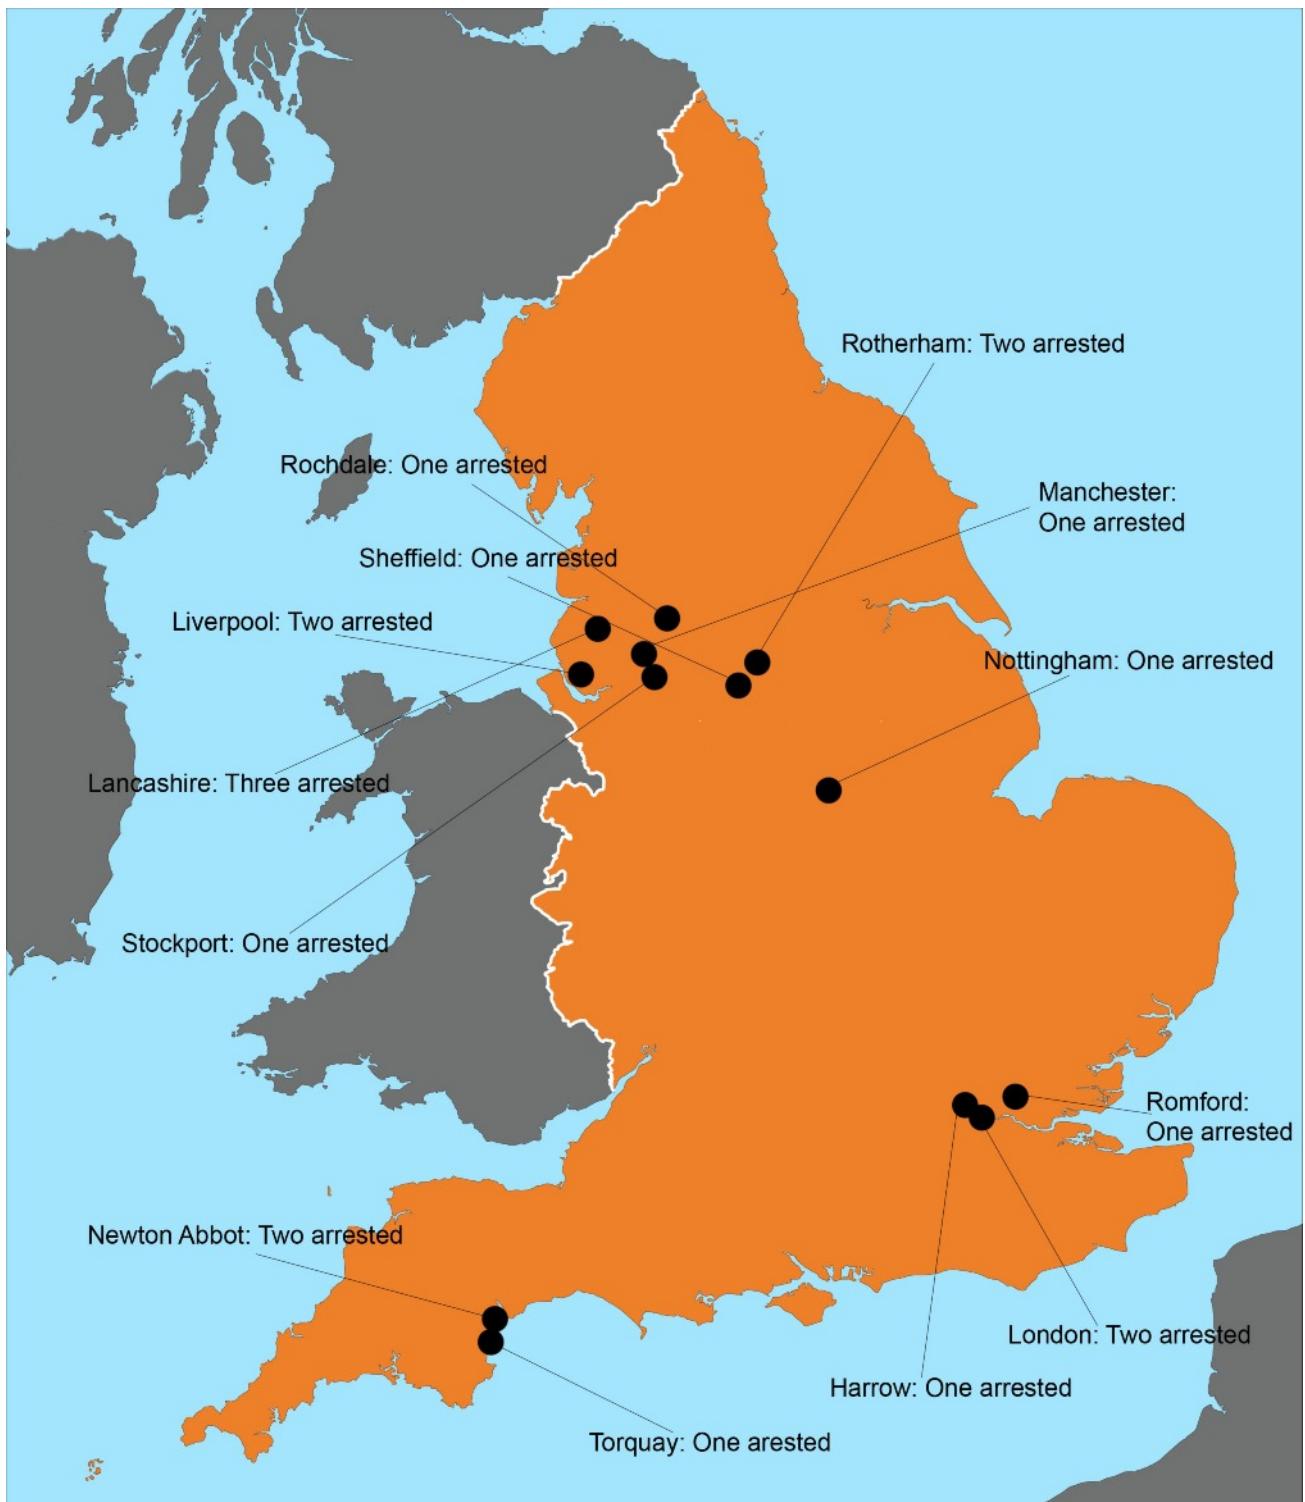 Rotherham: Two arrested
Rochdale: One arrested
Manchester:
One arrested
Sheffield: One arrested
Liverpool: Two arrested
Nottingham: One arrested
Lancashire: Three arrested
Stockport: One arrested
Romford:
One arrested
Newton Abbot: Two arrested
London: Two arrested
Harrow: One arrested
Torquay: One arested